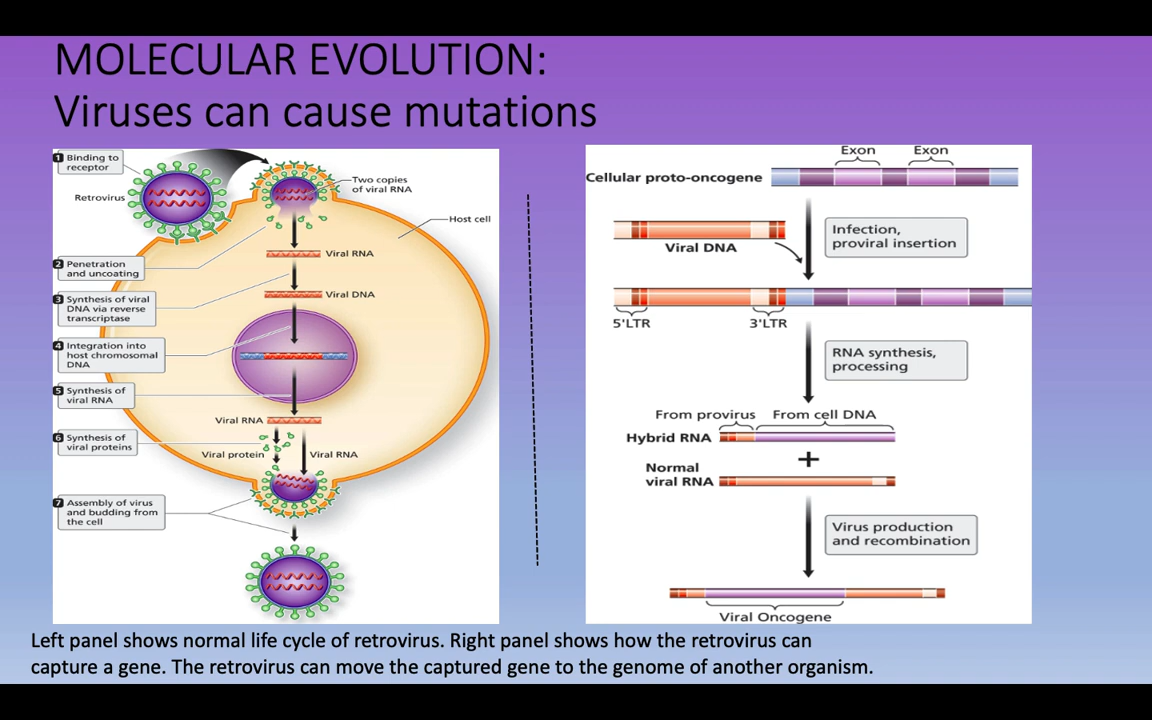 MOLECULAR EVOLUTION:
Viruses can cause mutations
1 Binding to
receptor
Retrovirus
Two copies
of viral RNA
Host cell
Viral RNA
2 Penetration
and uncoating
Viral DNA
3 Synthesis of viral
DNA via reverse
transcriptase
4 Integration into
host chromosomal
DNA
5 Synthesis of
viral RNA
Viral RNA
6 Synthesis of
viral proteins
Viral protein
Viral RNA
7 Assembly of virus
and budding from
the cell
Exon Exon
Cellular proto-oncogene
Infection,
proviral insertion
Viral DNA
5'LTR 3'LTR
RNA synthesis,
processing
From provirus From cell DNA
Hybrid RNA
+
Normal
viral RNA
Virus production
and recombination
Viral Oncogene
Left panel shows normal life cycle of retrovirus. Right panel shows how the retrovirus can
capture a gene. The retrovirus can move the captured gene to the genome of another organism.